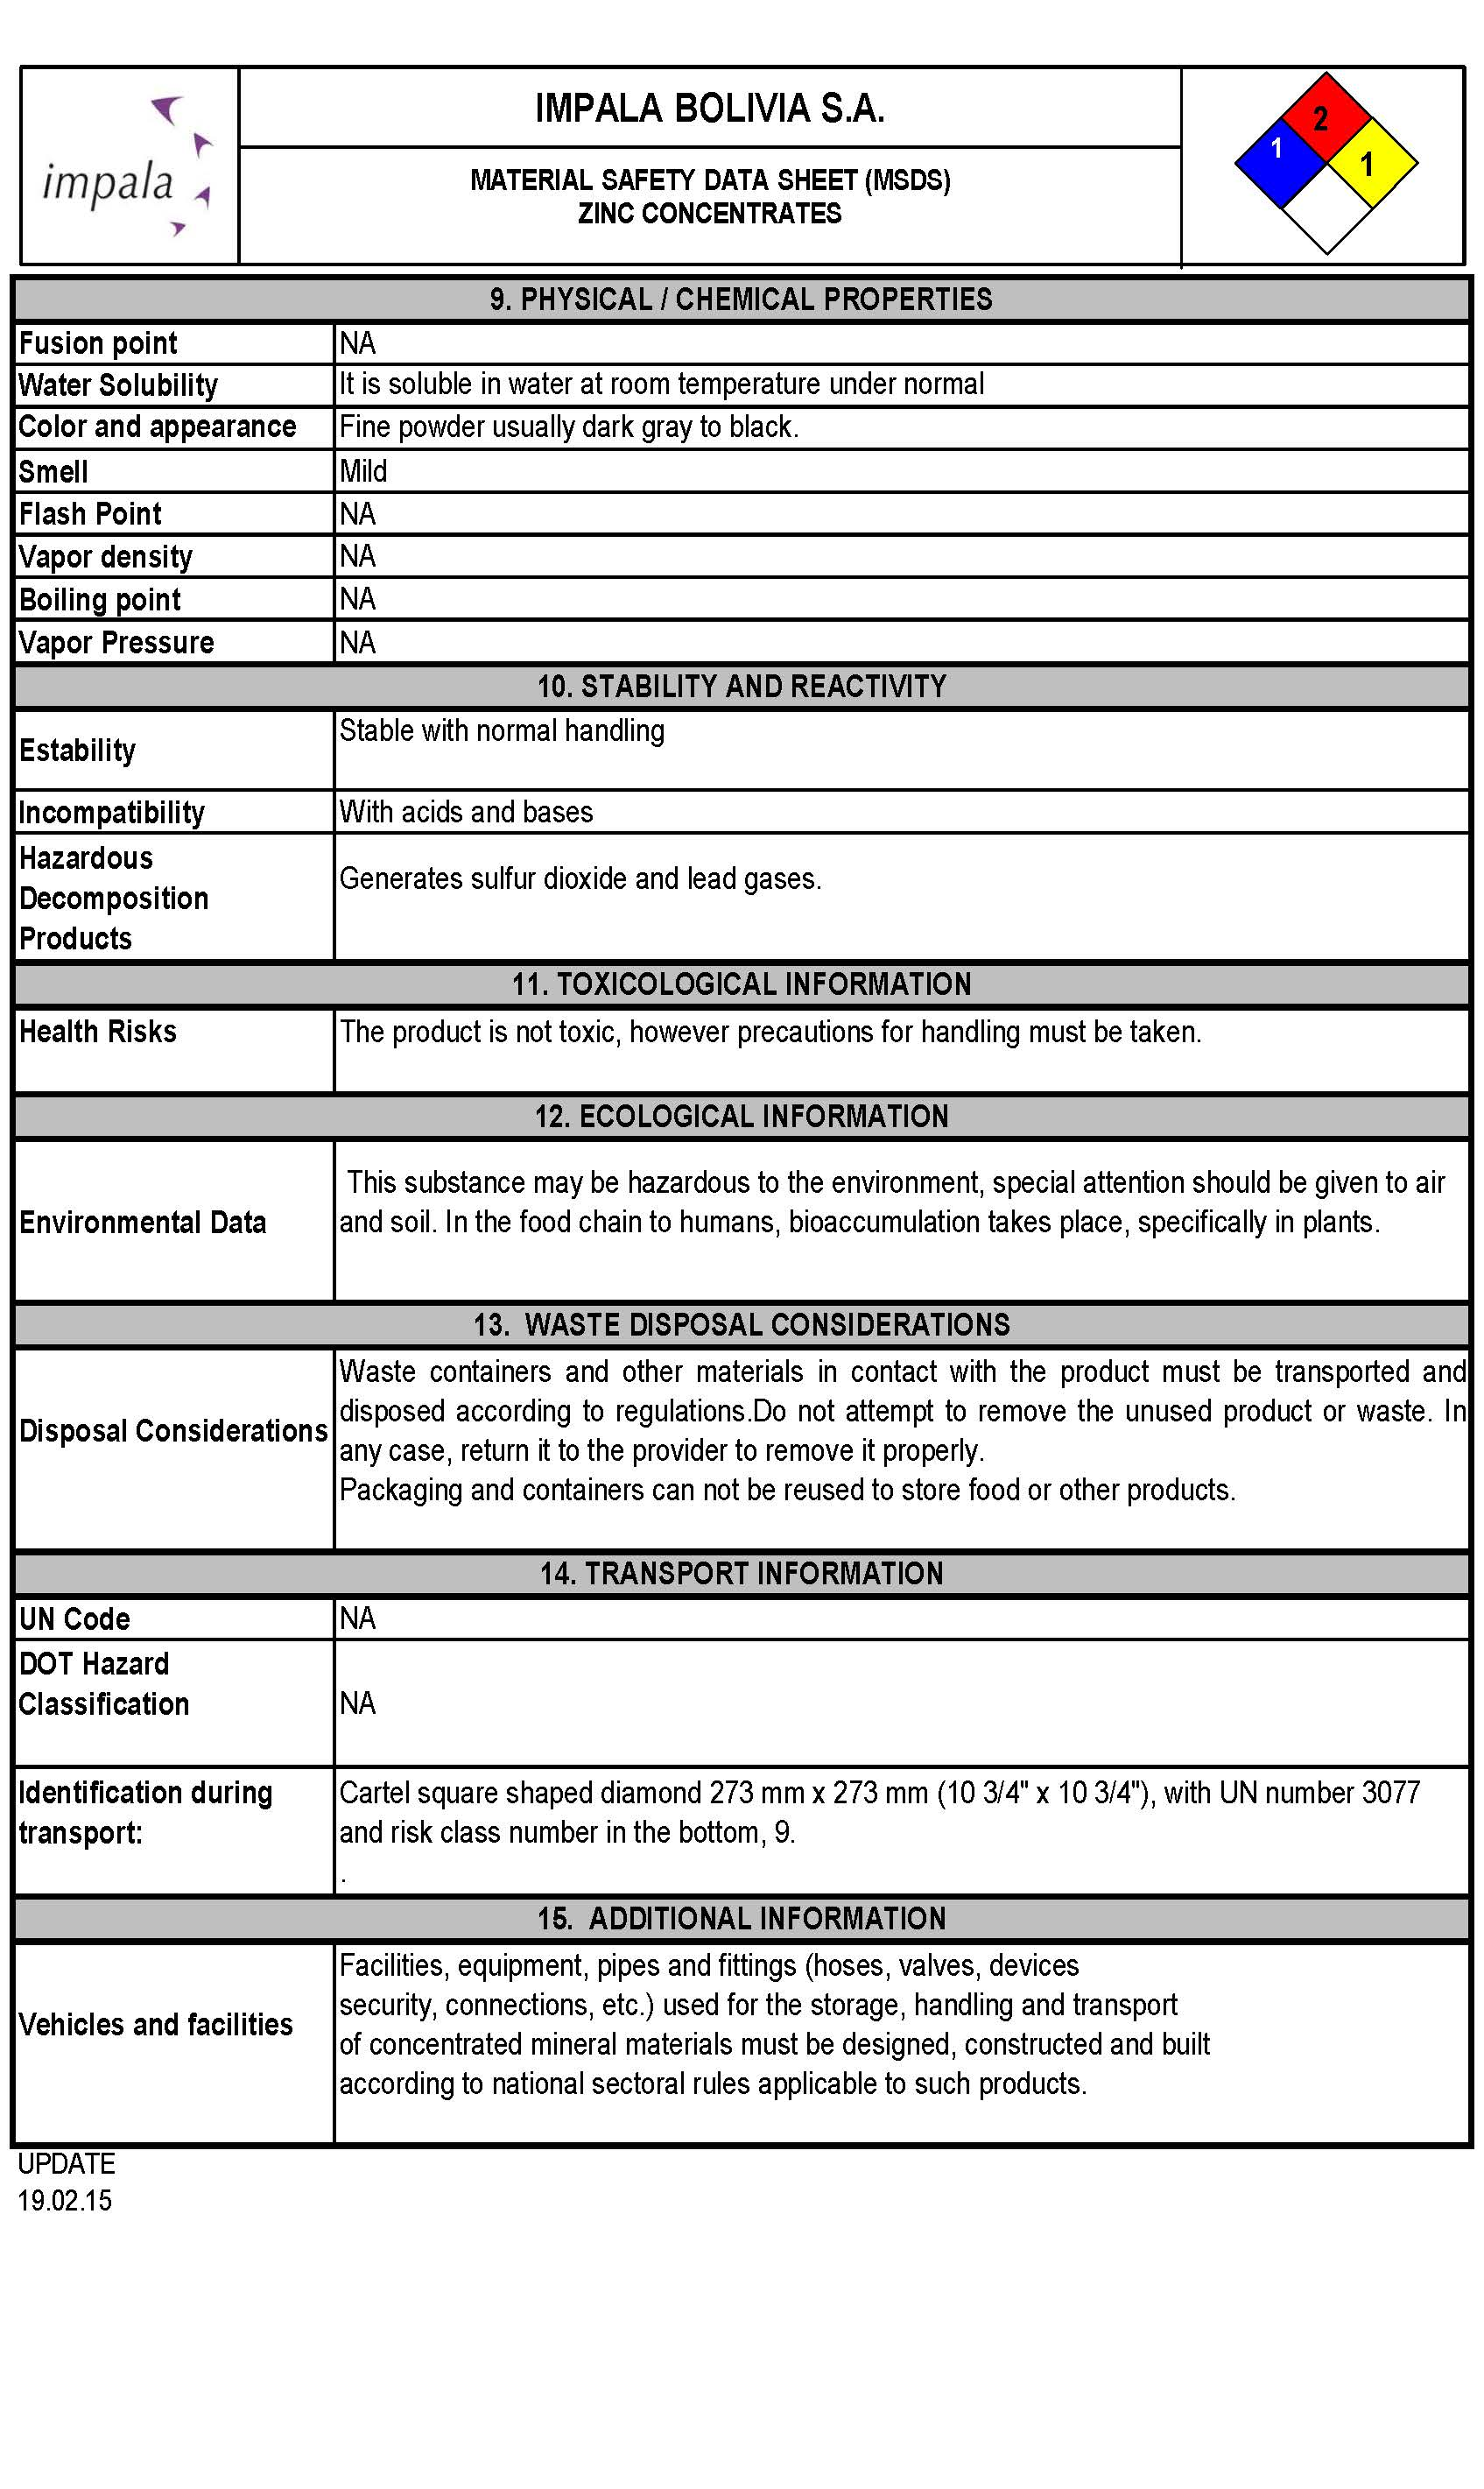 impala
IMPALA BOLIVIA S.A.
MATERIAL SAFETY DATA SHEET (MSDS)
ZINC CONCENTRATES
2
1
1
9. PHYSICAL / CHEMICAL PROPERTIES
Fusion point NA
Water Solubility It is soluble in water at room temperature under normal
Color and appearance Fine powder usually dark gray to black.
Smell Mild
Flash Point NA
Vapor density NA
Boiling point NA
Vapor Pressure NA
10. STABILITY AND REACTIVITY
Estability Stable with normal handling
Incompatibility With acids and bases
Hazardous
Decomposition
Products
Generates sulfur dioxide and lead gases.
11. TOXICOLOGICAL INFORMATION
Health Risks The product is not toxic, however precautions for handling must be taken.
12. ECOLOGICAL INFORMATION
Environmental Data
This substance may be hazardous to the environment, special attention should be given to air
and soil. In the food chain to humans, bioaccumulation takes place, specifically in plants.
13. WASTE DISPOSAL CONSIDERATIONS
Disposal Considerations
Waste containers and other materials in contact with the product must be transported and
disposed according to regulations.Do not attempt to remove the unused product or waste. In
any case, return it to the provider to remove it properly.
Packaging and containers can not be reused to store food or other products.
14. TRANSPORT INFORMATION
UN Code NA
DOT Hazard
Classification
NA
Identification during
transport:
Cartel square shaped diamond 273 mm x 273 mm (10 3/4" x 10 3/4"), with UN number 3077
and risk class number in the bottom, 9.
.
15. ADDITIONAL INFORMATION
Vehicles and facilities
Facilities, equipment, pipes and fittings (hoses, valves, devices
security, connections, etc.) used for the storage, handling and transport
of concentrated mineral materials must be designed, constructed and built
according to national sectoral rules applicable to such products.
UPDATE
19.02.15